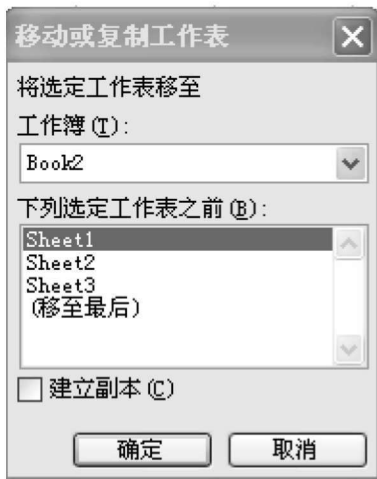 移动或复制工作表
将选定工作表移至
工作簿(T):
Book2
下列选定工作表之前(B):
Sheet1
Sheet2
Sheet3
(移至最后)
建立副本(C)
确定 取消